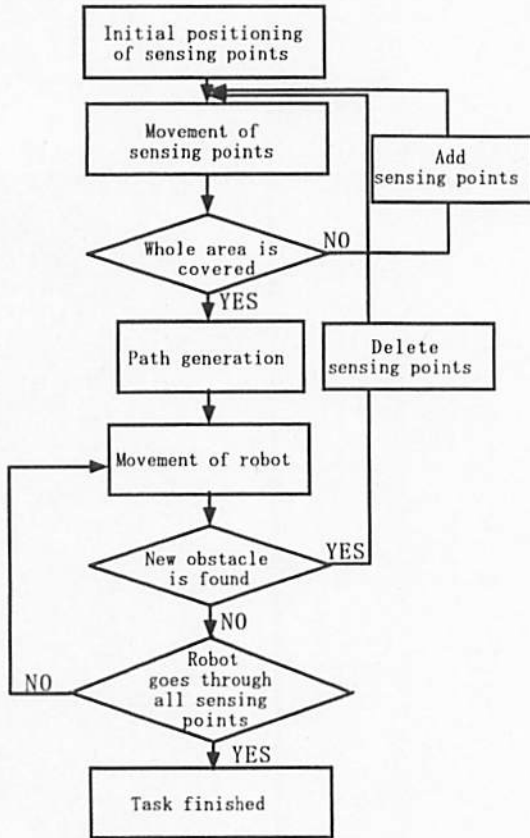 Initial positioning
of sensing points
Movement of
sensing points
Add
sensing points
Whole area is
covered
NO
YES
Path generation
Delete
sensing points
Movement of robot
New obstacle
is found
YES
NO
Robot
goes through
all sensing
points
NO
YES
Task finished